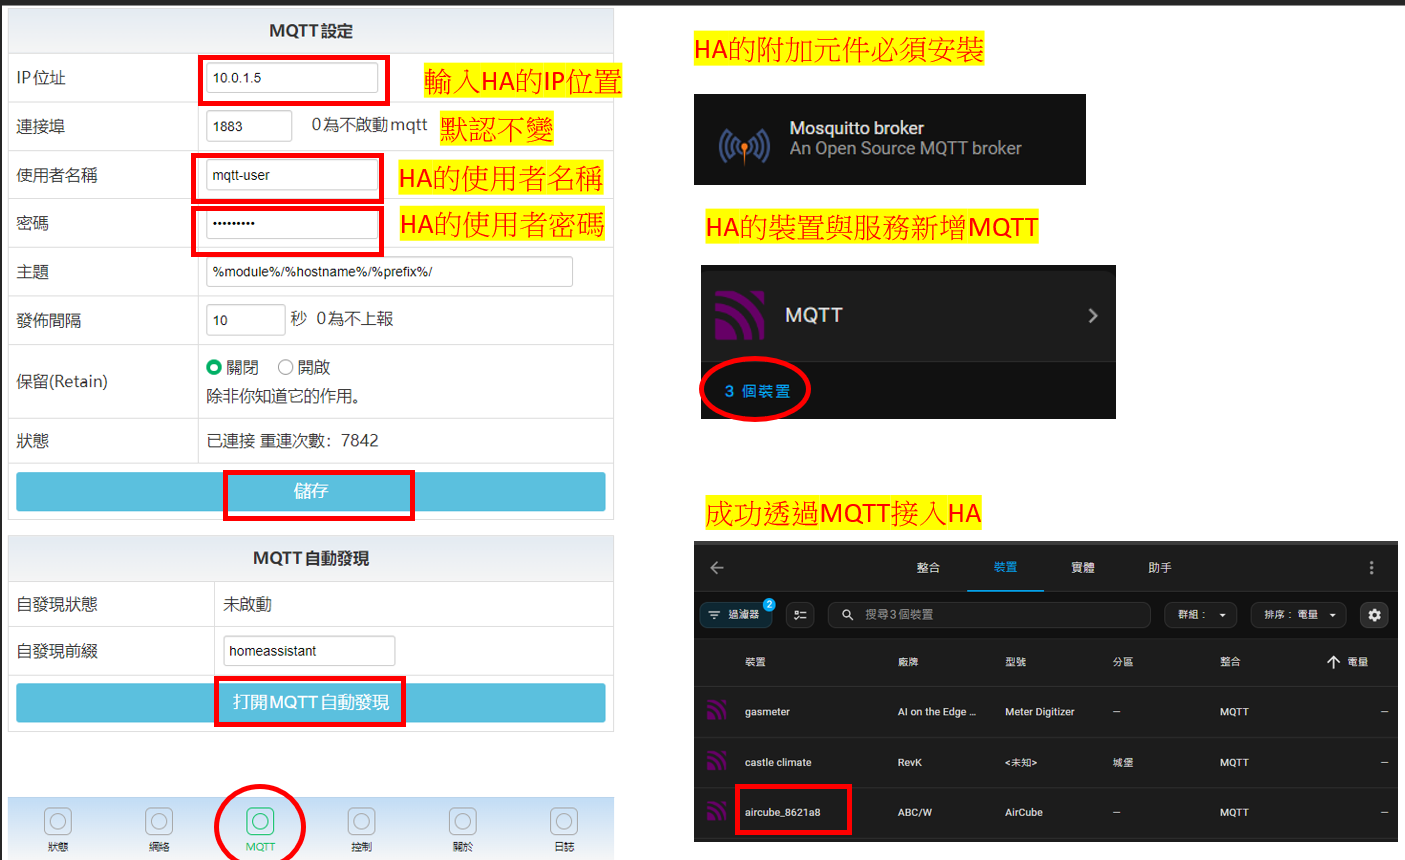 MQTT設定
IP位址
10.0.1.5
輸入HA的IP位置
連接埠
1883
0為不啟動mqtt
默認不變
使用者名稱
mqtt-user
HA的使用者名稱
密碼
•••••••••
HA的使用者密碼
主題
%module%/%hostname%/%prefix%/
發佈間隔
10
秒 0為不上報
保留(Retain)
關閉 開啟
除非你知道它的作用。
狀態
已連接 重連次數：7842
儲存
MQTT自動發現
自發現狀態
未啟動
自發現前綴
homeassistant
打開MQTT自動發現
狀態
網絡
MQTT
控制
關於
日誌
HA的附加元件必須安裝
Mosquitto broker
An Open Source MQTT broker
HA的裝置與服務新增MQTT
MQTT
3 個裝置
成功透過MQTT接入HA
整合
裝置
實體
助手
過濾器
2
搜尋3個裝置
群組：
排序：電量
裝置 廠牌 型號 分區 整合 電量
gasmeter AI on the Edge ... Meter Digitizer — MQTT —
castle climate RevK <未知> 城堡 MQTT —
aircube_8621a8 ABC/W AirCube — MQTT —